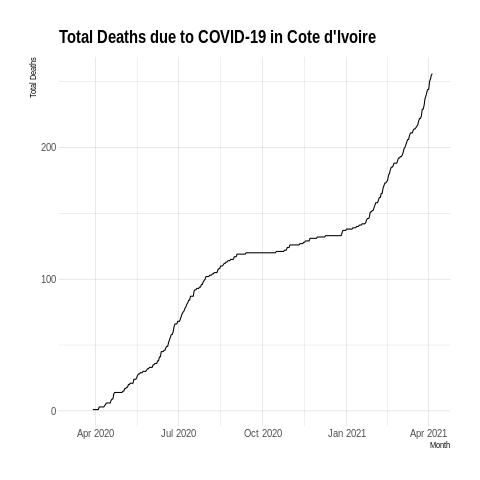 Total Deaths due to COVID-19 in Cote d'Ivoire
Total Deaths
200
100
0
Apr 2020 Jul 2020 Oct 2020 Jan 2021 Apr 2021
Month